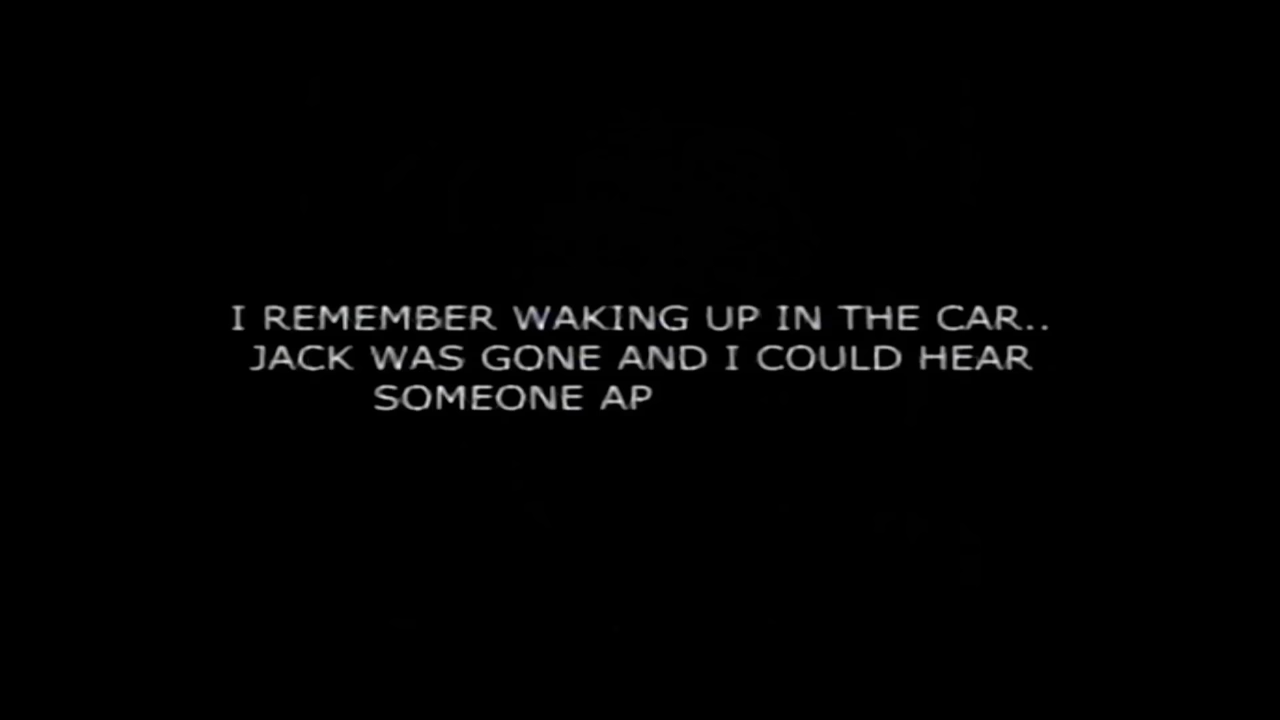 I REMEMBER WAKING UP IN THE CAR..
JACK WAS GONE AND I COULD HEAR
SOMEONE AP